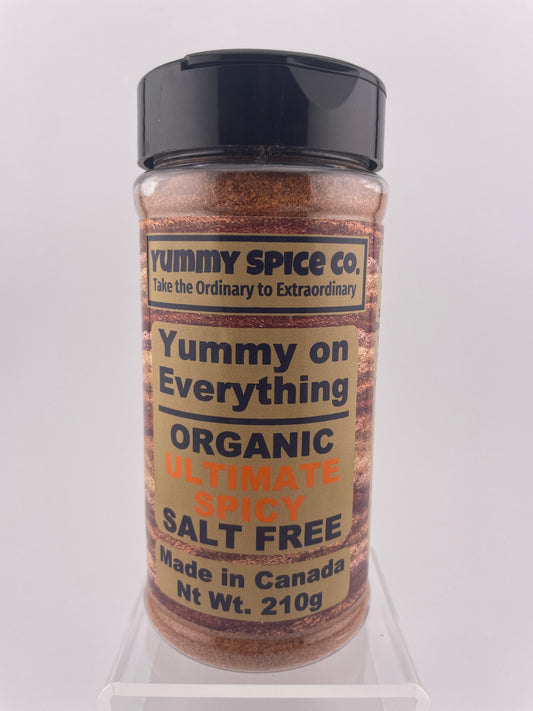 Yummy Spice Co.
Take the Ordinary to Extraordinary
Yummy on
Everything
ORGANIC
ULTIMATE
SPICY
SALT FREE
Made in Canada
Nt Wt. 210g